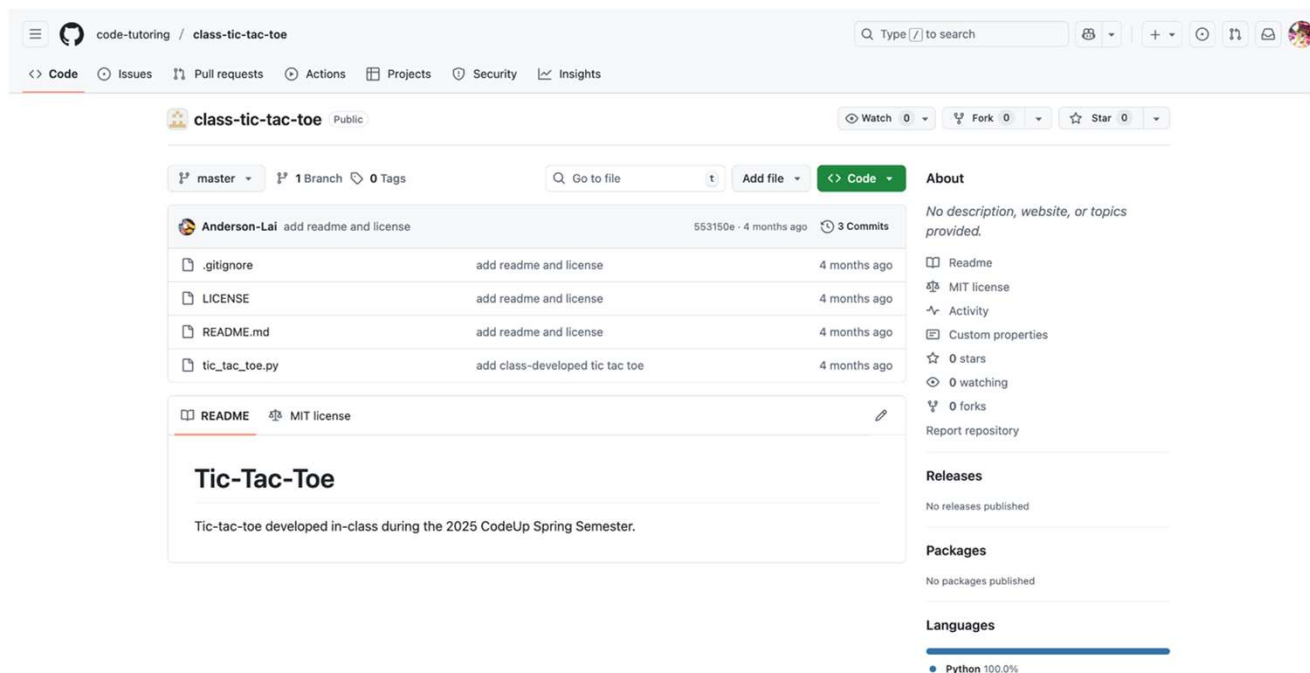 code-tutoring / class-tic-tac-toe
Type / to search
Code Issues Pull requests Actions Projects Security Insights
class-tic-tac-toe Public
Watch 0 Fork 0 Star 0
master 1 Branch 0 Tags
Go to file t
Add file
Code
Anderson-Lai add readme and license 553150e · 4 months ago 3 Commits
.gitignore add readme and license 4 months ago
LICENSE add readme and license 4 months ago
README.md add readme and license 4 months ago
tic_tac_toe.py add class-developed tic tac toe 4 months ago
README MIT license
Tic-Tac-Toe
Tic-tac-toe developed in-class during the 2025 CodeUp Spring Semester.
About
No description, website, or topics
provided.
Readme
MIT license
Activity
Custom properties
0 stars
0 watching
0 forks
Report repository
Releases
No releases published
Packages
No packages published
Languages
Python 100.0%